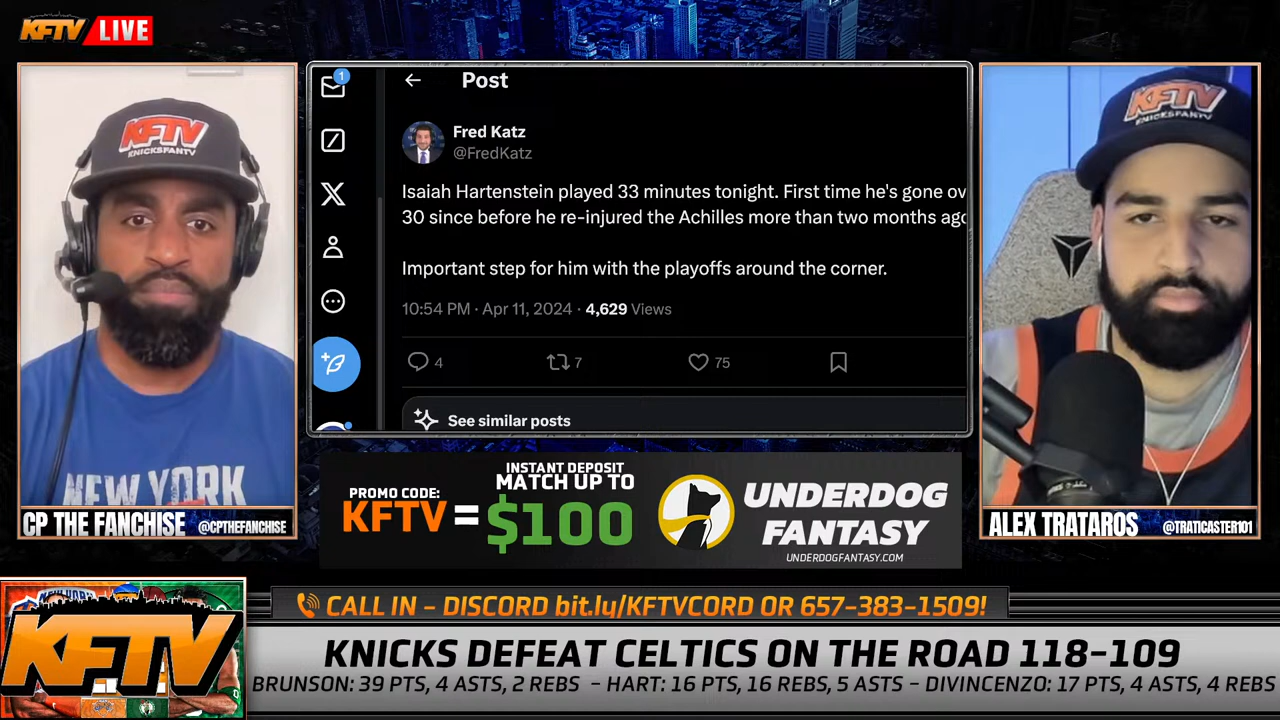 KFTV LIVE
KFTV
KNICKSFANTV
NEW YORK
CP THE FANCHISE @CPTHEFANCHISE
1
Post
Fred Katz
@FredKatz
Isaiah Hartenstein played 33 minutes tonight. First time he's gone ov
30 since before he re-injured the Achilles more than two months ago
Important step for him with the playoffs around the corner.
10:54 PM · Apr 11, 2024 · 4,629 Views
4 7 75
See similar posts
KFTV
KNICKSFANTV
ALEX TRATAROS @TRATICASTER101
PROMO CODE:
KFTV
=
INSTANT DEPOSIT
MATCH UP TO
$100
UNDERDOG
FANTASY
UNDERDOGFANTASY.COM
CALL IN – DISCORD bit.ly/KFTVCORD OR 657-383-1509!
KFTV
KNICKS DEFEAT CELTICS ON THE ROAD 118-109
BRUNSON: 39 PTS, 4 ASTS, 2 REBS – HART: 16 PTS, 16 REBS, 5 ASTS – DIVINCENZO: 17 PTS, 4 ASTS, 4 REBS